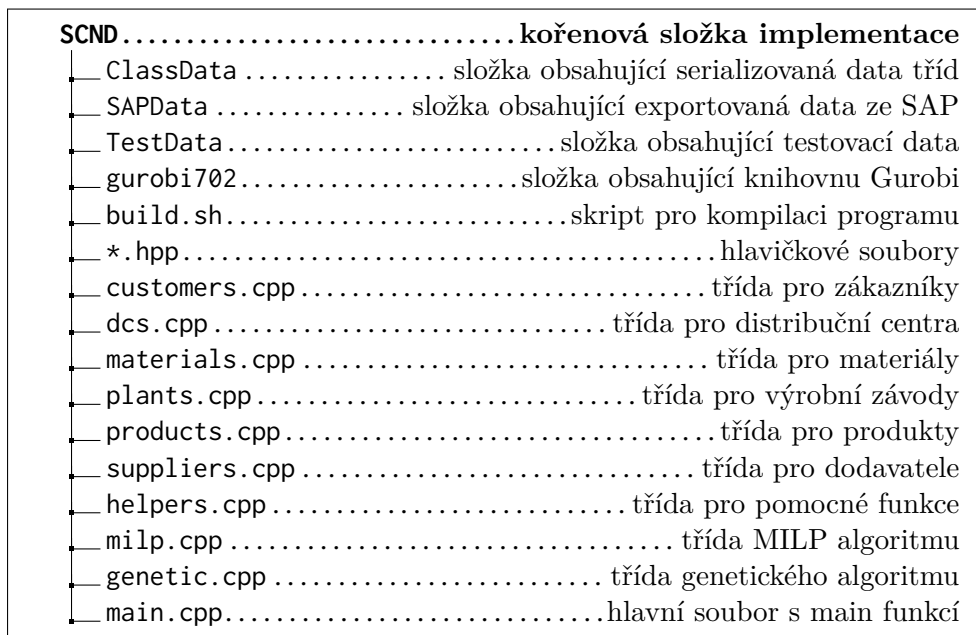 SCND................................kořenová složka implementace
ClassData ................ složka obsahující serializovaná data tříd
SAPData ............... složka obsahující exportovaná data ze SAP
TestData...........................složka obsahující testovací data
gurobi702.......................složka obsahující knihovnu Gurobi
build.sh............................skript pro kompilaci programu
*.hpp...........................................hlavičkové soubory
customers.cpp.................................třída pro zákazníky
dcs.cpp................................třída pro distribuční centra
materials.cpp .................................třída pro materiály
plants.cpp...............................třída pro výrobní závody
products.cpp...................................třída pro produkty
suppliers.cpp ................................třída pro dodavatele
helpers.cpp.............................třída pro pomocné funkce
milp.cpp ....................................třída MILP algoritmu
genetic.cpp ...........................třída genetického algoritmu
main.cpp...............................hlavní soubor s main funkcí